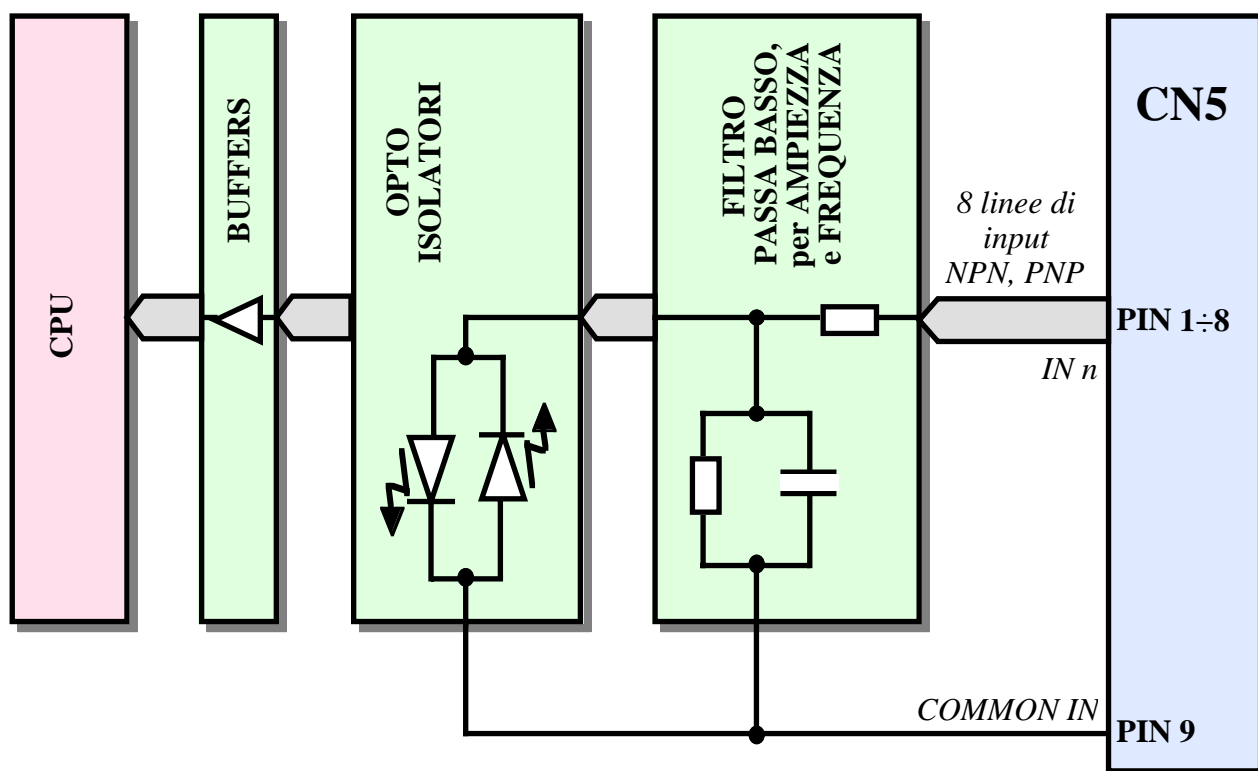 CPU
BUFFERS
OPTO
ISOLATORI
FILTRO
PASSA BASSO,
per AMPIEZZA
e FREQUENZA
CN5
8 linee di
input
NPN, PNP
PIN 1÷8
IN n
COMMON IN
PIN 9